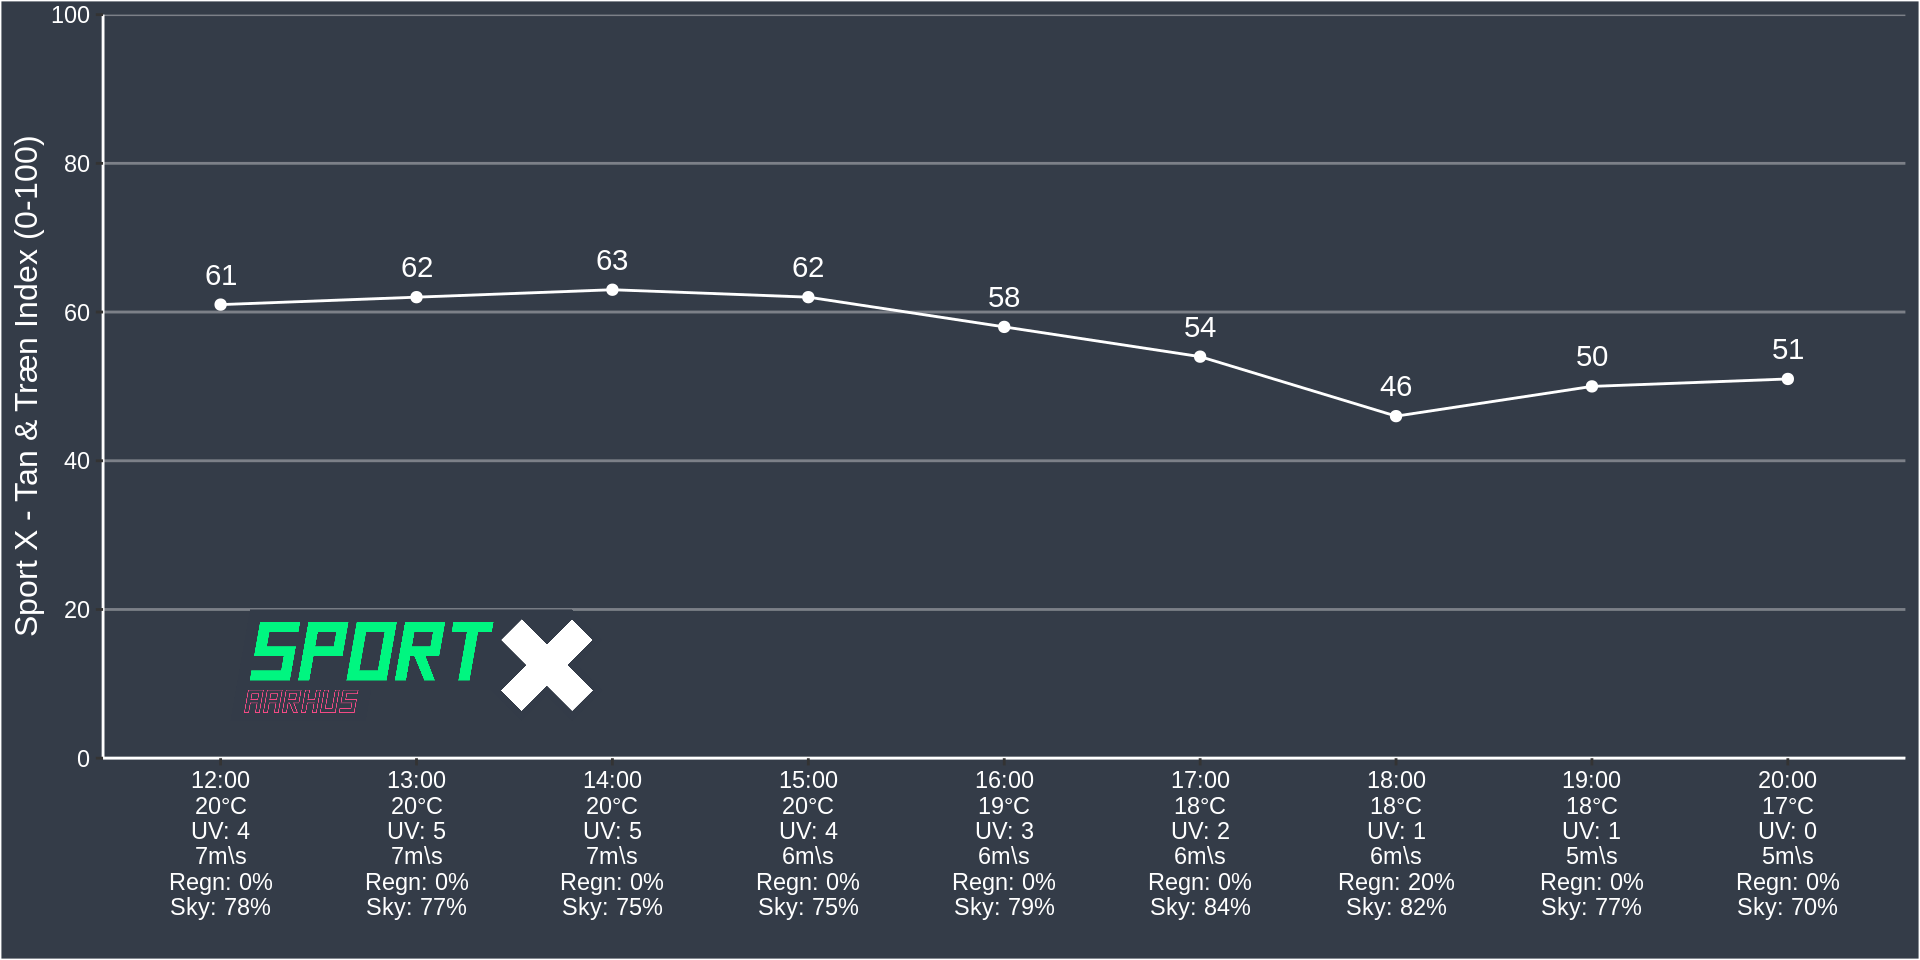 Sport X - Tan & Træn Index (0-100)
100
80
60
40
20
0
61
62
63
62
58
54
46
50
51
SPORT X
AARHUS
12:00
20°C
UV: 4
7m\s
Regn: 0%
Sky: 78%
13:00
20°C
UV: 5
7m\s
Regn: 0%
Sky: 77%
14:00
20°C
UV: 5
7m\s
Regn: 0%
Sky: 75%
15:00
20°C
UV: 4
6m\s
Regn: 0%
Sky: 75%
16:00
19°C
UV: 3
6m\s
Regn: 0%
Sky: 79%
17:00
18°C
UV: 2
6m\s
Regn: 0%
Sky: 84%
18:00
18°C
UV: 1
6m\s
Regn: 20%
Sky: 82%
19:00
18°C
UV: 1
5m\s
Regn: 0%
Sky: 77%
20:00
17°C
UV: 0
5m\s
Regn: 0%
Sky: 70%